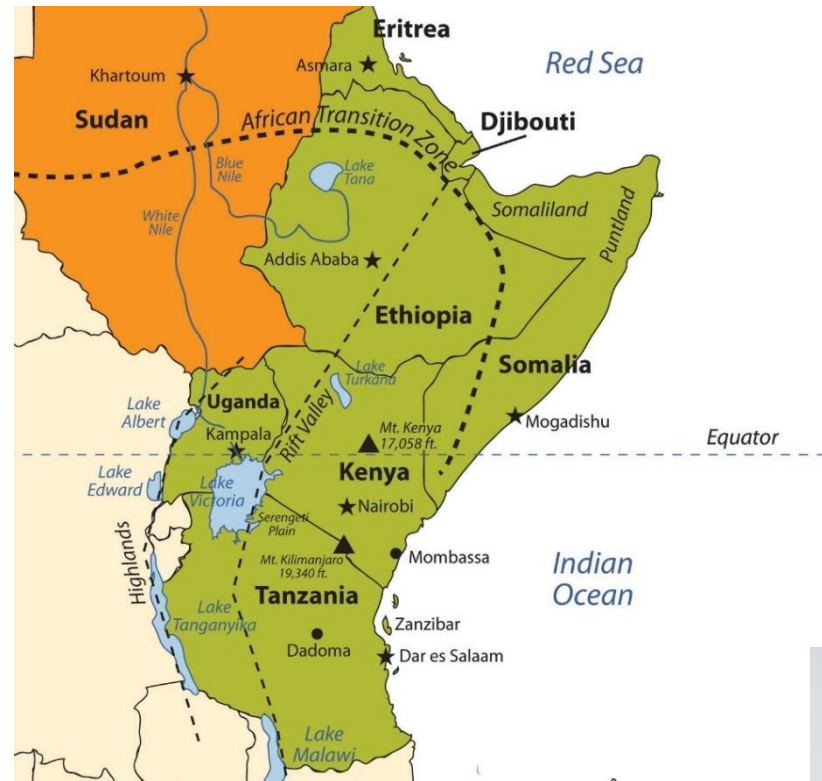 Eritrea
Asmara
Red Sea
Khartoum
Sudan
African Transition Zone
Djibouti
Blue
Nile
Lake
Tana
White
Nile
Somaliland
Puntland
Addis Ababa
Ethiopia
Somalia
Lake
Turkana
Uganda
Rift Valley
Lake
Albert
Mt. Kenya
17,058 ft.
Mogadishu
Kampala
Equator
Kenya
Lake
Edward
Lake
Victoria
Nairobi
Serengeti
Plain
Highlands
Mt. Kilimanjaro
19,340 ft.
Mombassa
Indian
Ocean
Tanzania
Lake
Tanganyika
Zanzibar
Dadoma
Dar es Salaam
Lake
Malawi